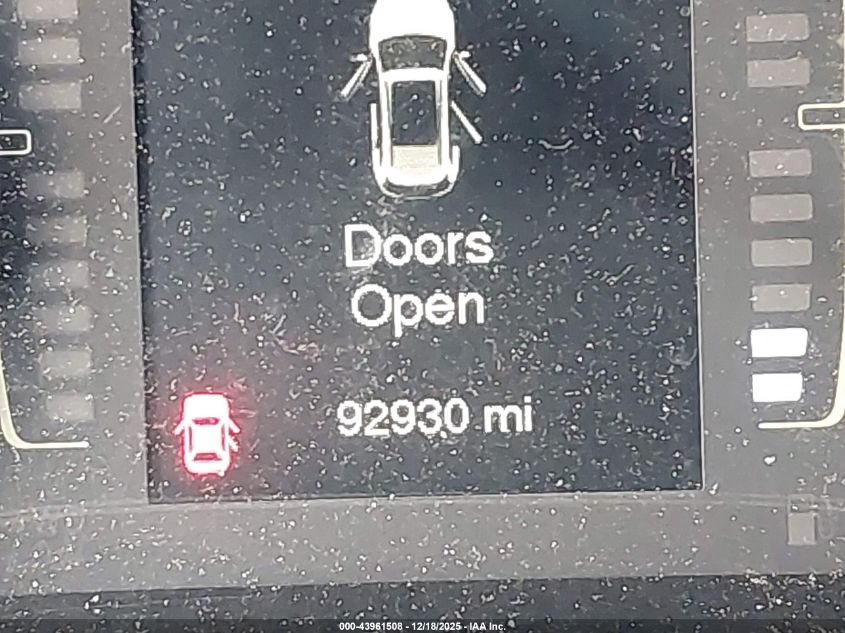 Doors
Open
92930 mi
000-43961508 - 12/18/2025 - IAA Inc.